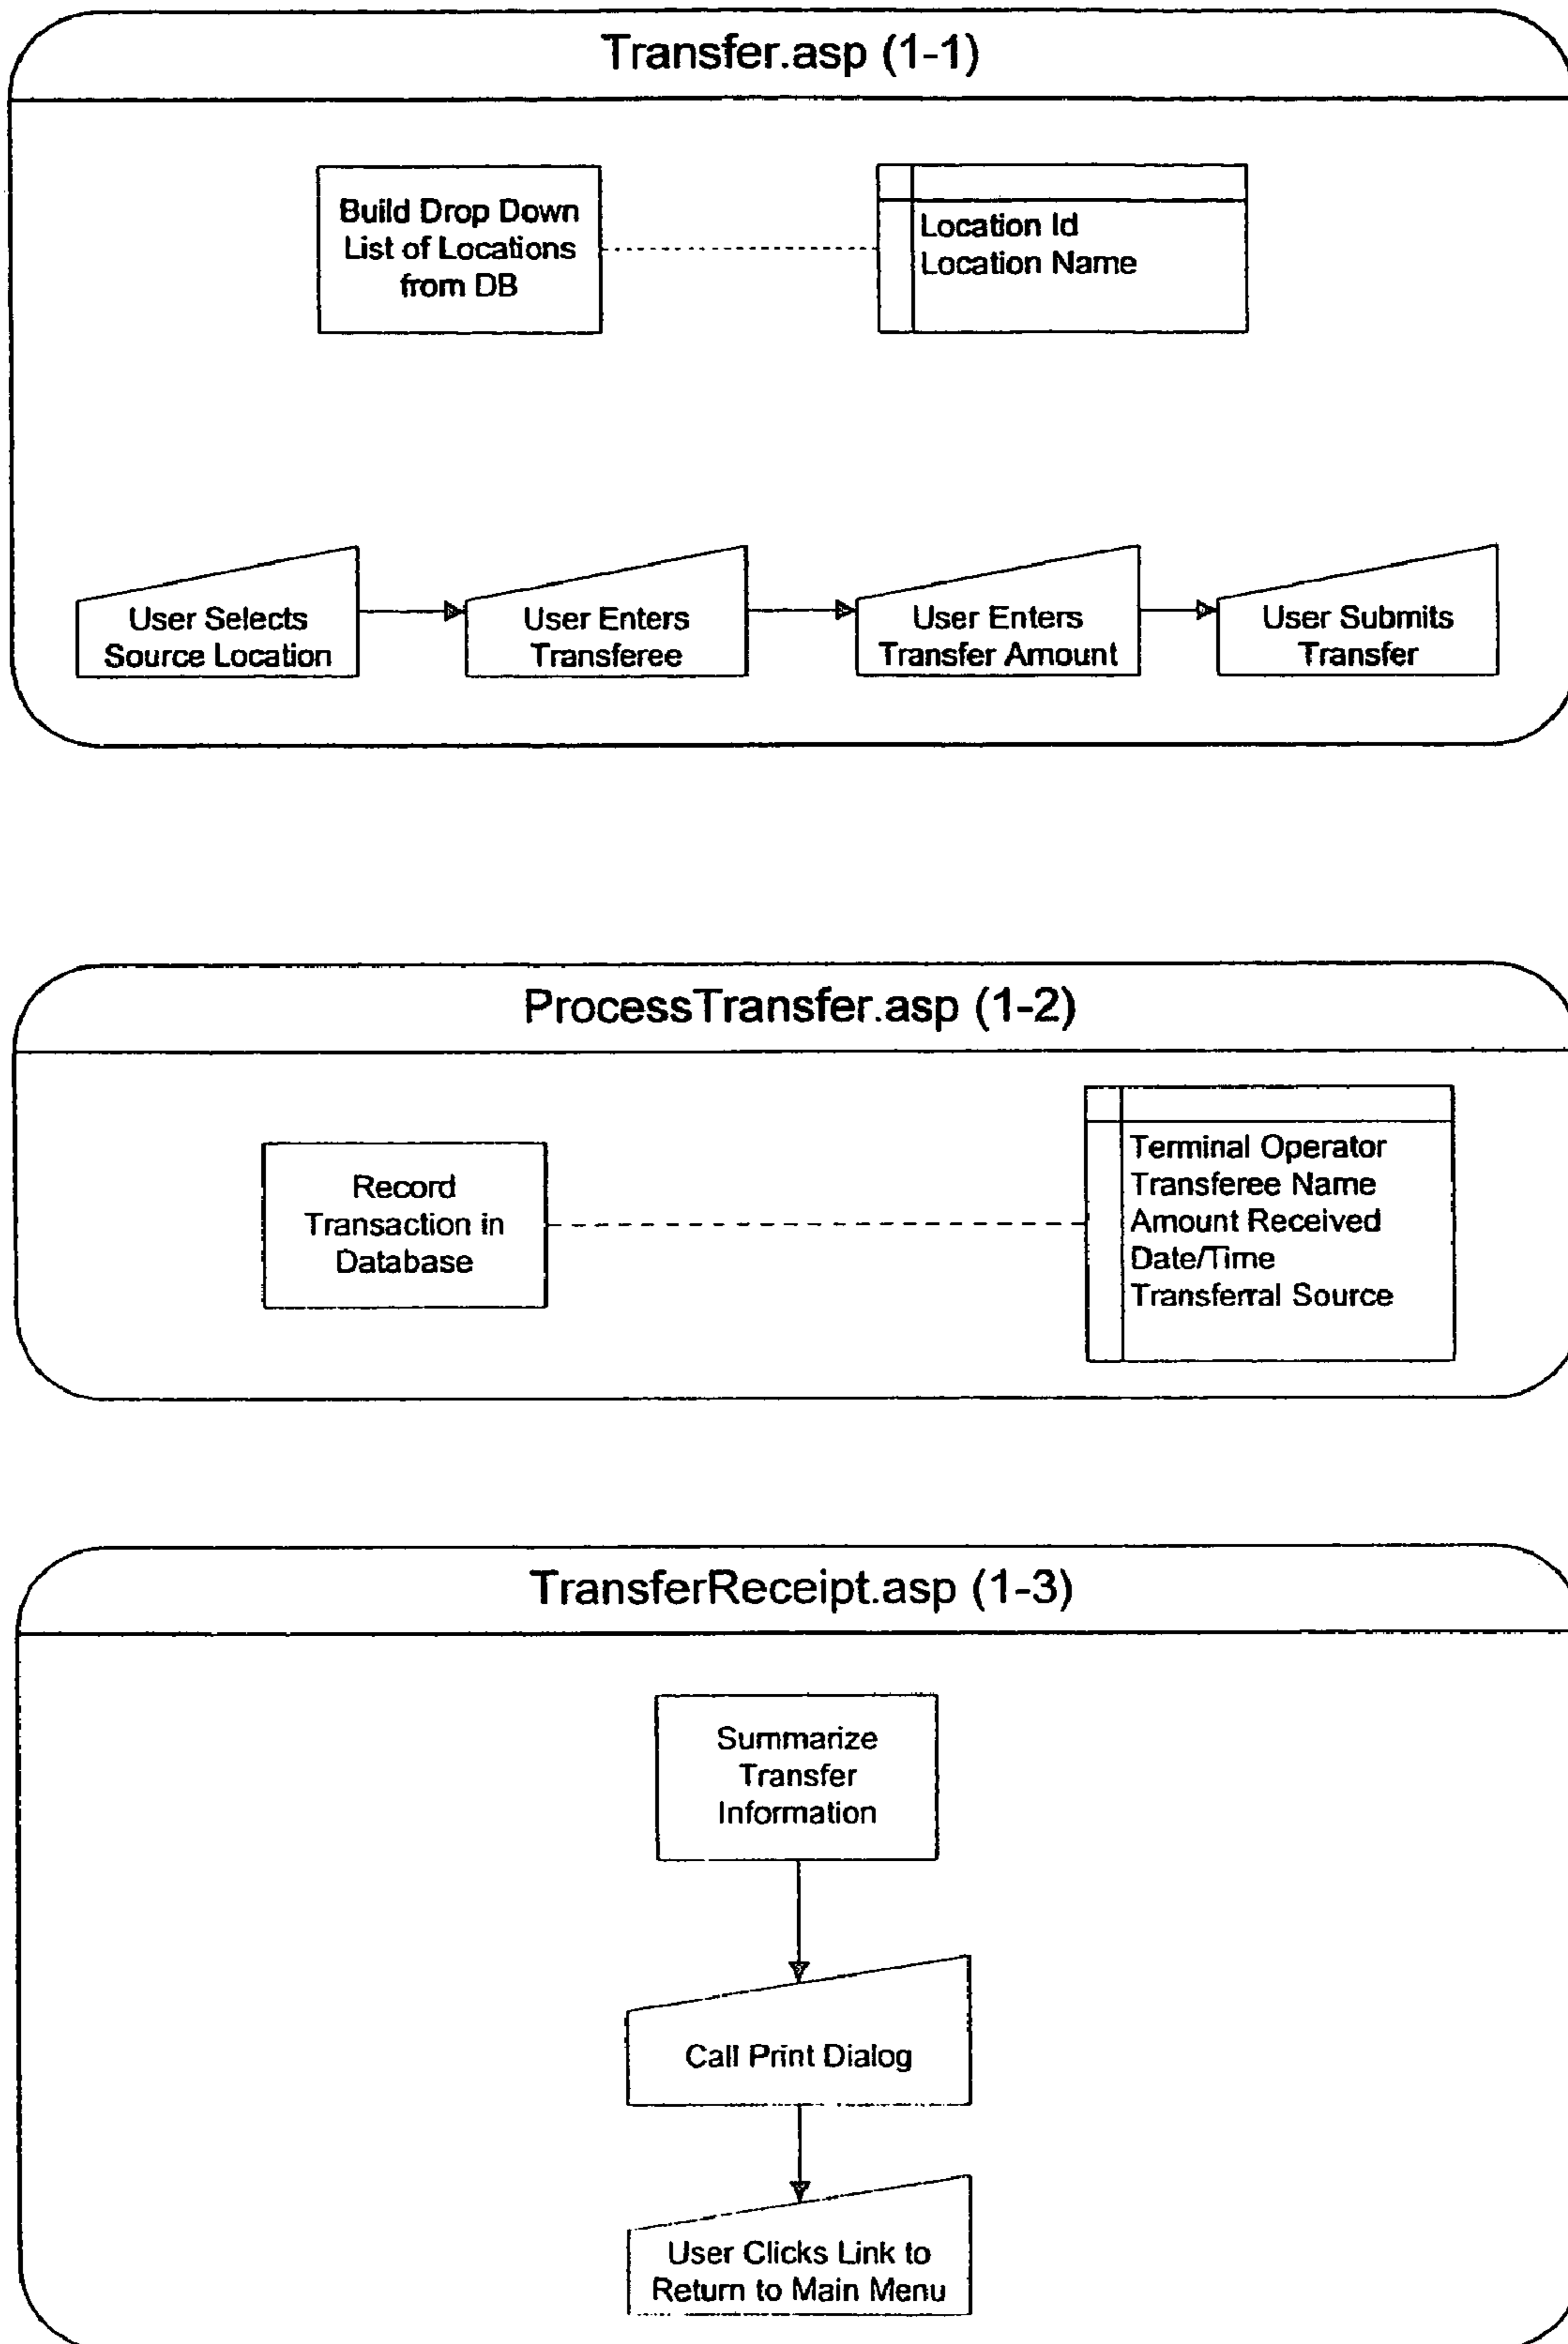 Transfer.asp (1-1)
Build Drop Down
List of Locations
from DB
Location Id
Location Name
User Selects
Source Location
User Enters
Transferee
User Enters
Transfer Amount
User Submits
Transfer
ProcessTransfer.asp (1-2)
Record
Transaction in
Database
Terminal Operator
Transferee Name
Amount Received
Date/Time
Transferral Source
TransferReceipt.asp (1-3)
Summarize
Transfer
Information
Call Print Dialog
User Clicks Link to
Return to Main Menu